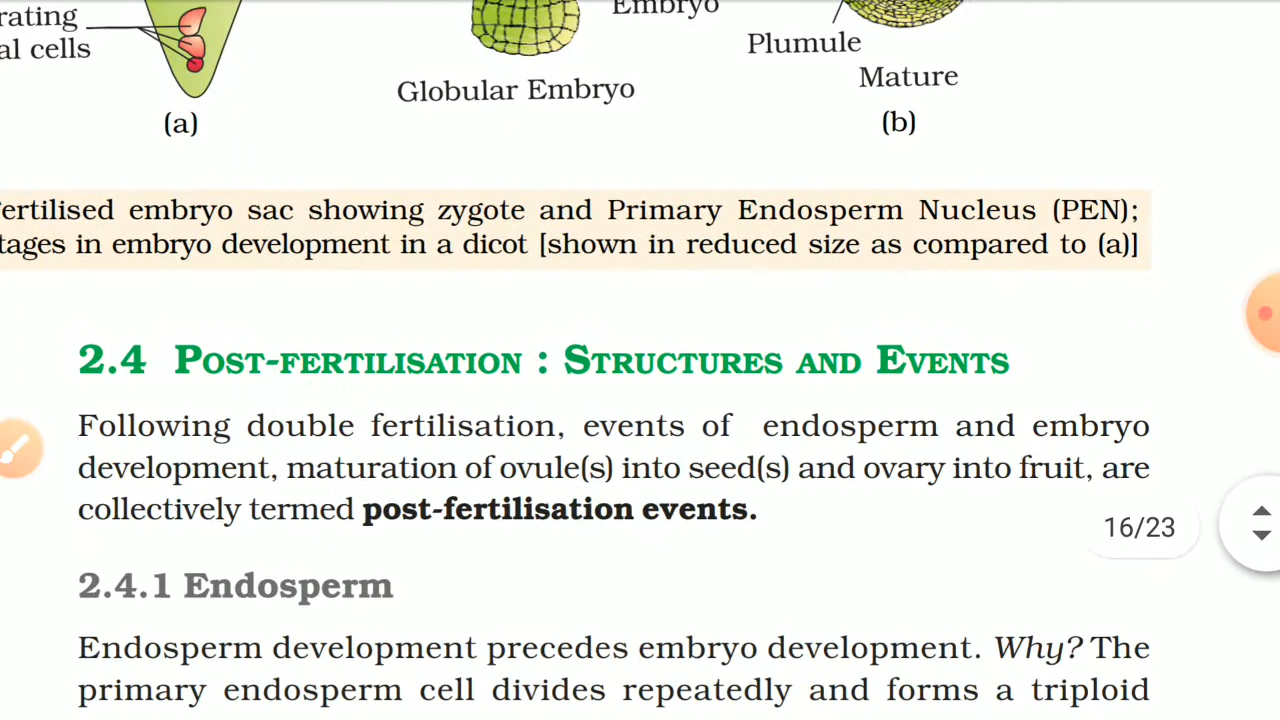 rating
al cells
Embryo
Plumule
Globular Embryo
Mature
(a)
(b)
ertilised embryo sac showing zygote and Primary Endosperm Nucleus (PEN);
tages in embryo development in a dicot [shown in reduced size as compared to (a)]
2.4 POST-FERTILISATION : STRUCTURES AND EVENTS
Following double fertilisation, events of endosperm and embryo
development, maturation of ovule(s) into seed(s) and ovary into fruit, are
collectively termed post-fertilisation events.
16/23
2.4.1 Endosperm
Endosperm development precedes embryo development. Why? The
primary endosperm cell divides repeatedly and forms a triploid